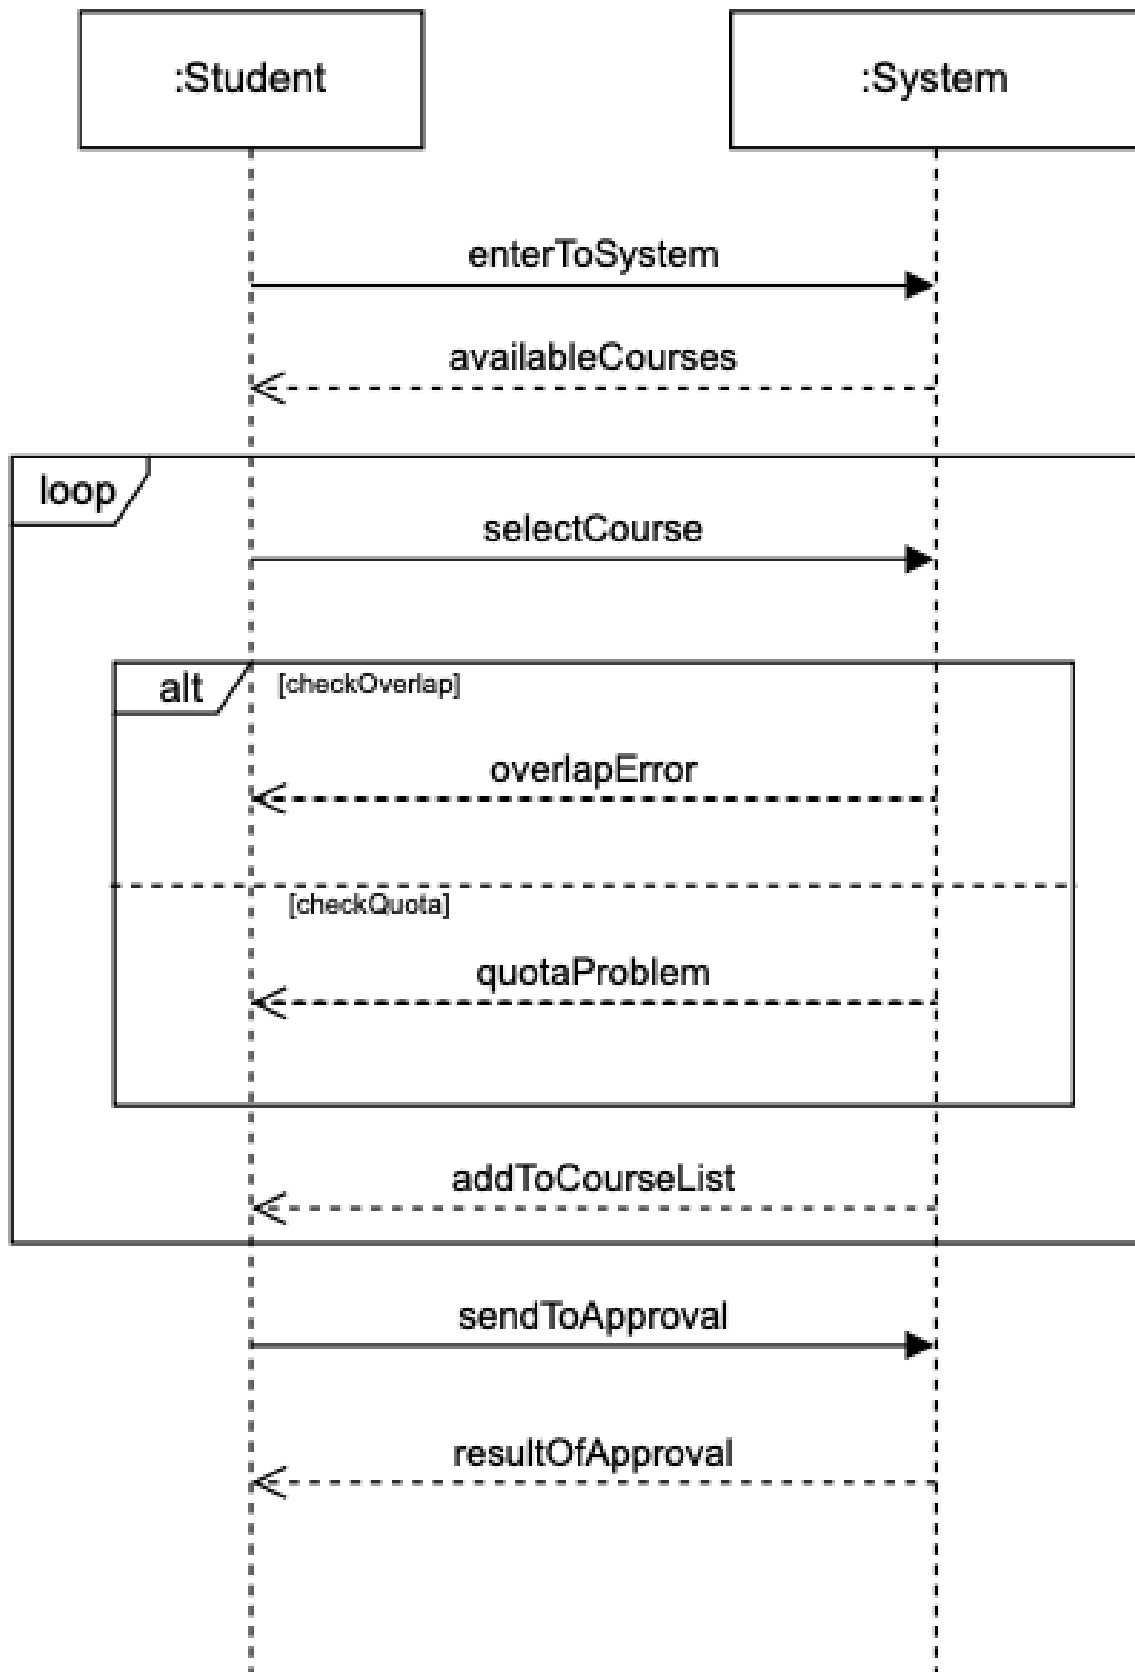 :Student
:System
enterToSystem
availableCourses
loop
selectCourse
alt
[checkOverlap]
overlapError
[checkQuota]
quotaProblem
addToCourseList
sendToApproval
resultOfApproval